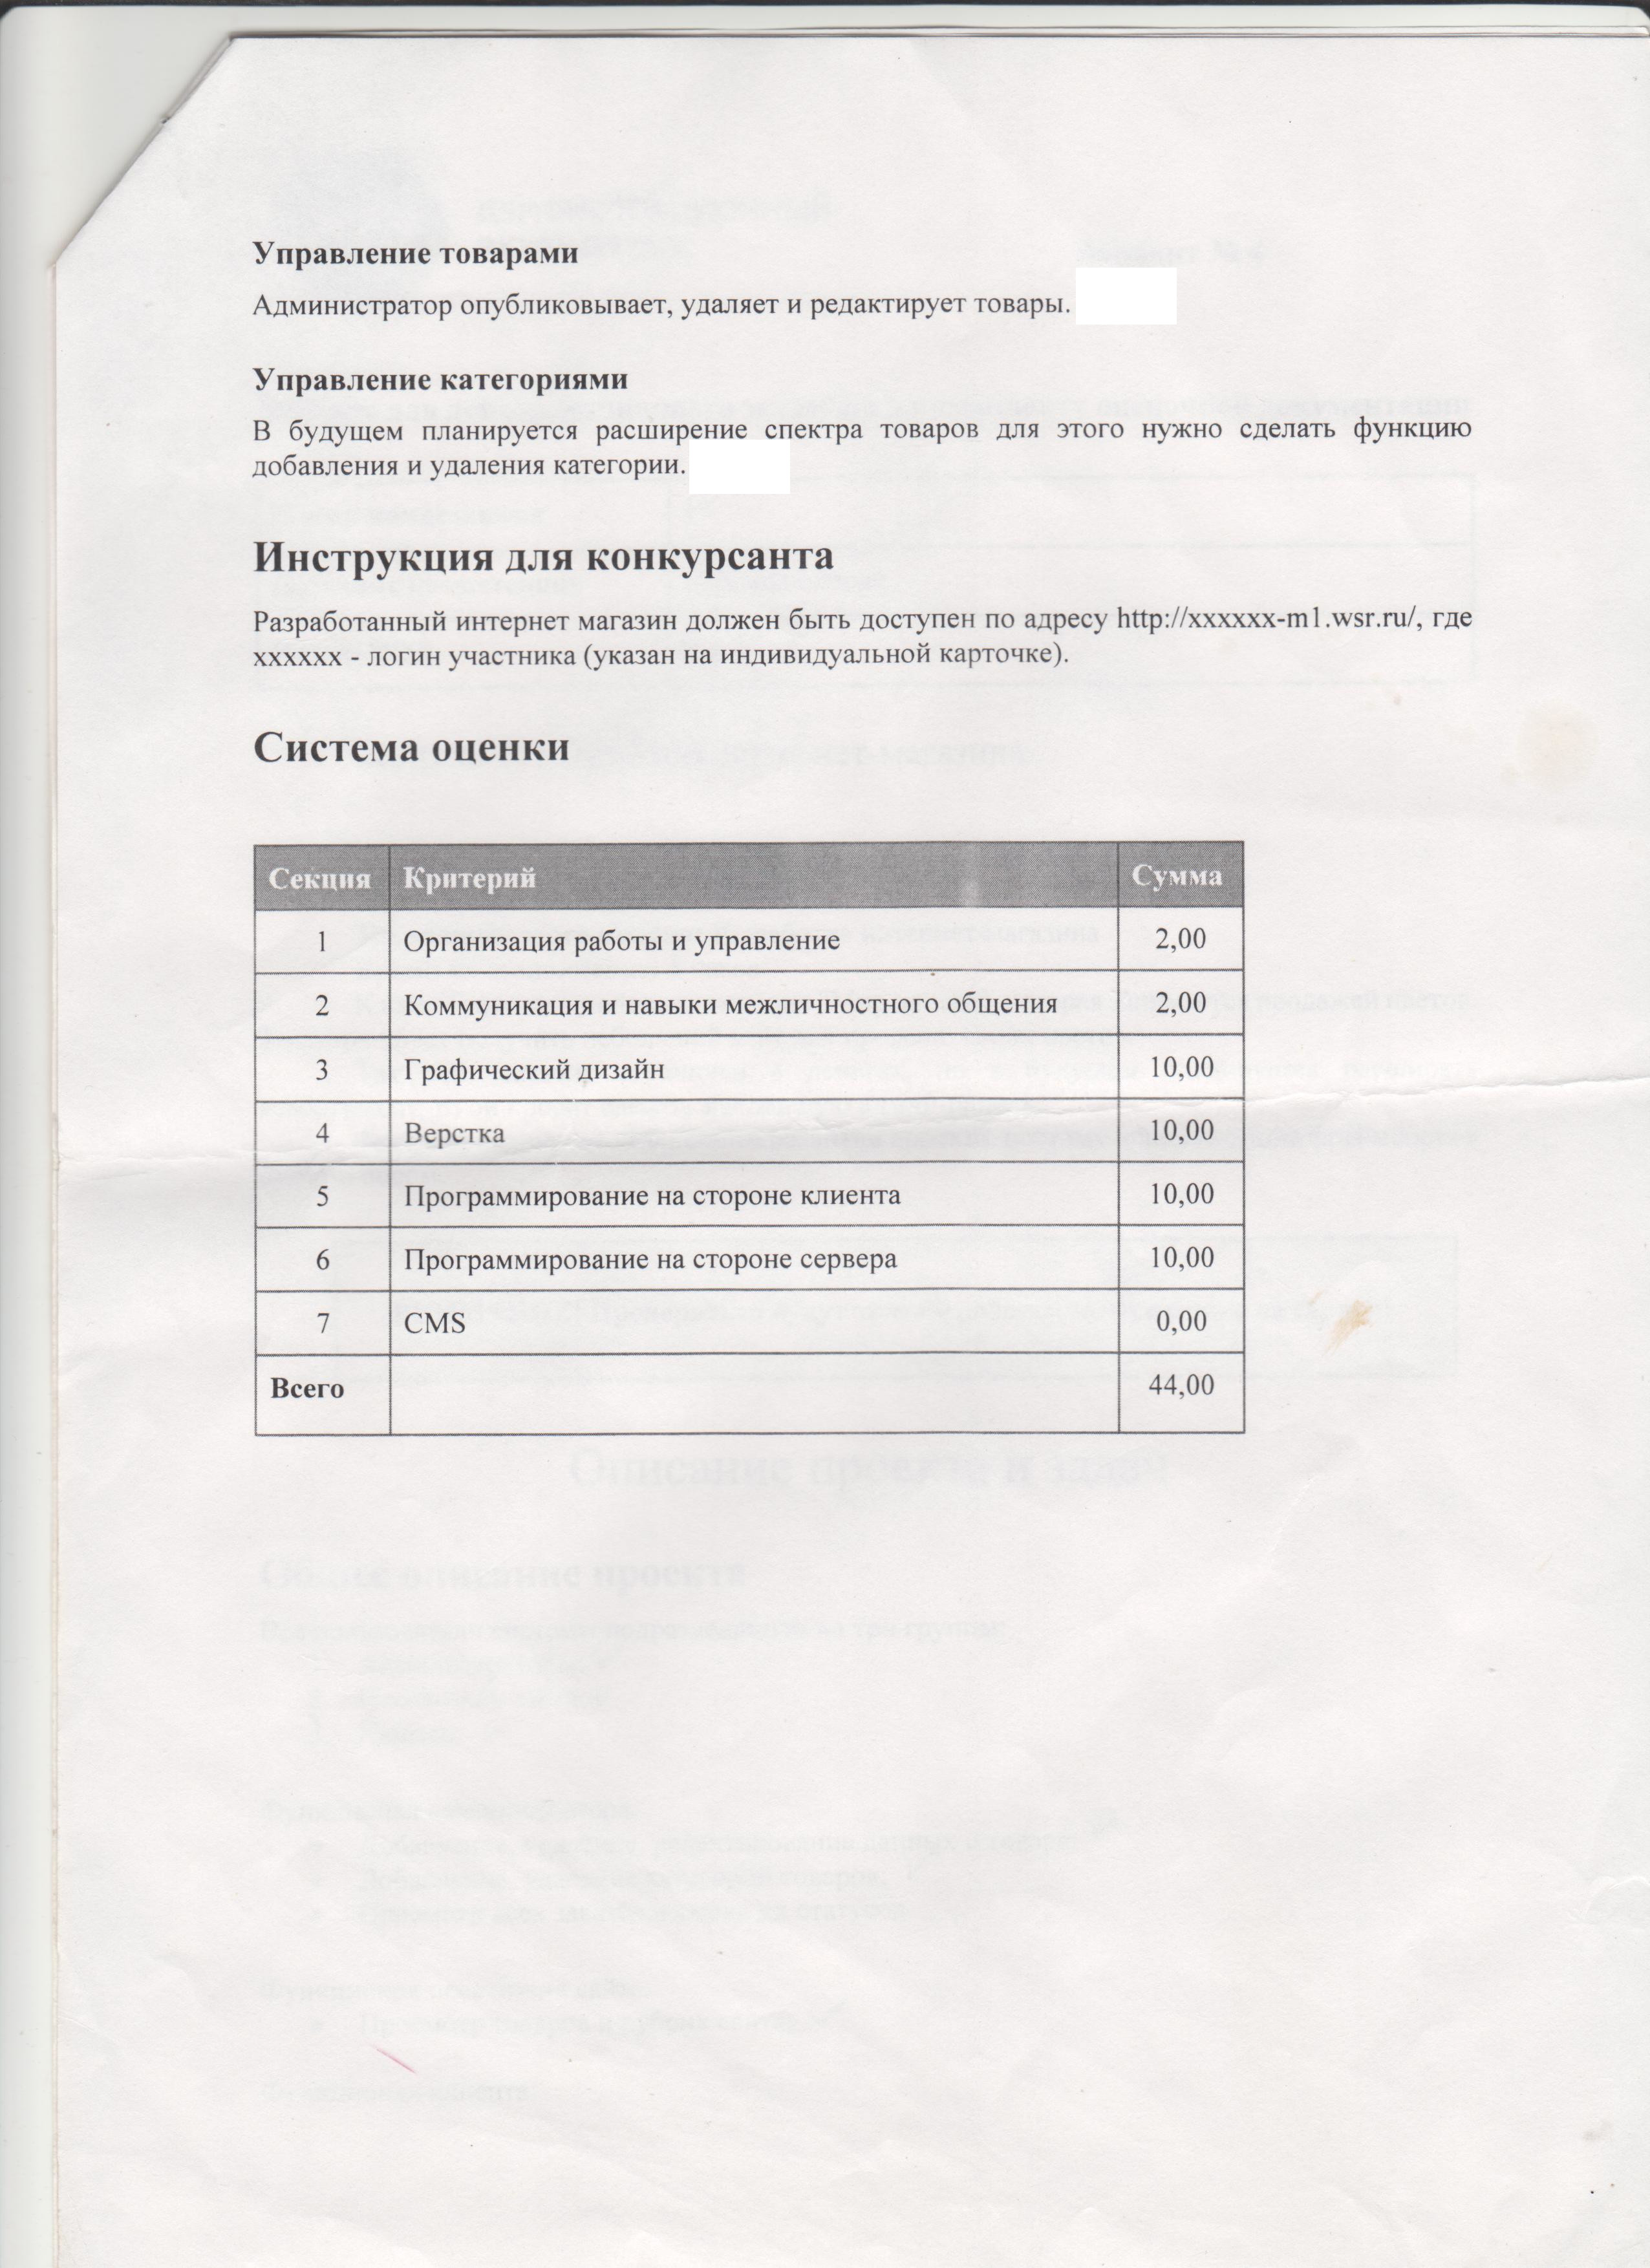 Управление товарами
Администратор опубликовывает, удаляет и редактирует товары.
Управление категориями
В будущем планируется расширение спектра товаров для этого нужно сделать функцию
добавления и удаления категории.
Инструкция для конкурсанта
Разработанный интернет магазин должен быть доступен по адресу http://xxxxxx-m1.wsr.ru/, где
xxxxxx - логин участника (указан на индивидуальной карточке).
Система оценки
Секция Критерий Сумма
1 Организация работы и управление 2,00
2 Коммуникация и навыки межличностного общения 2,00
3 Графический дизайн 10,00
4 Верстка 10,00
5 Программирование на стороне клиента 10,00
6 Программирование на стороне сервера 10,00
7 CMS 0,00
Всего 44,00